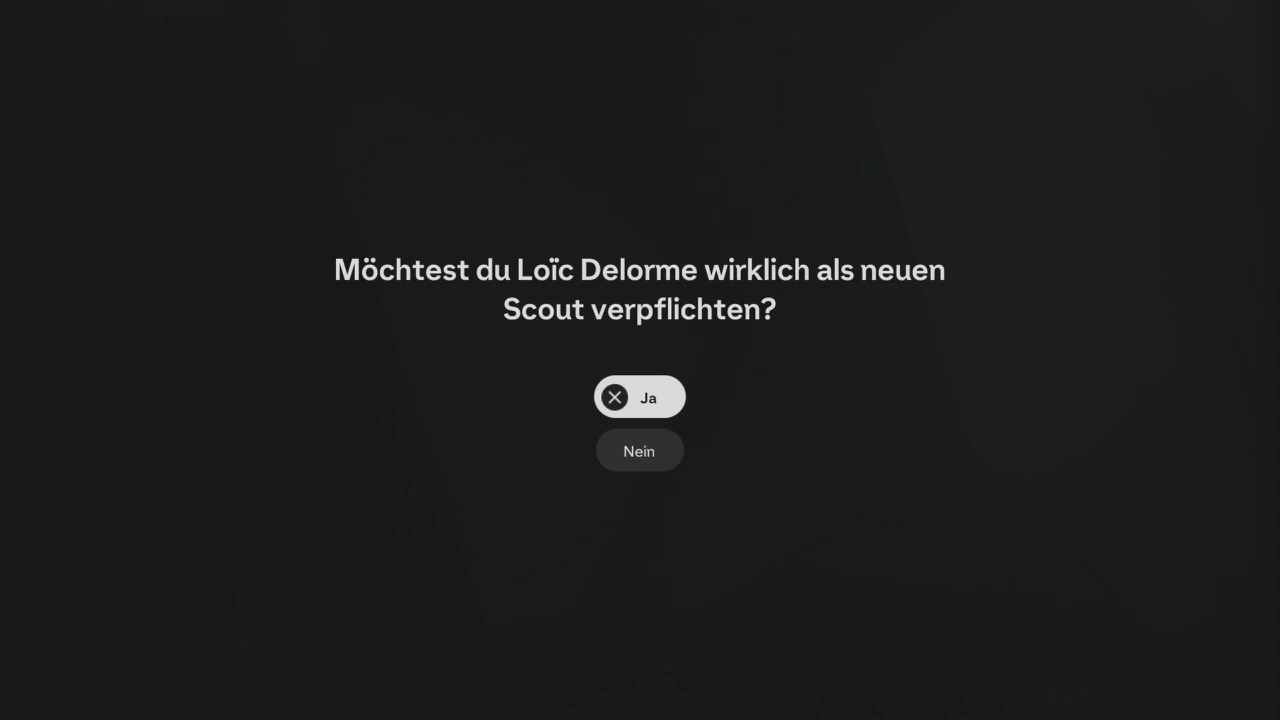 Möchtest du Loïc Delorme wirklich als neuen
Scout verpflichten?
Ja
Nein